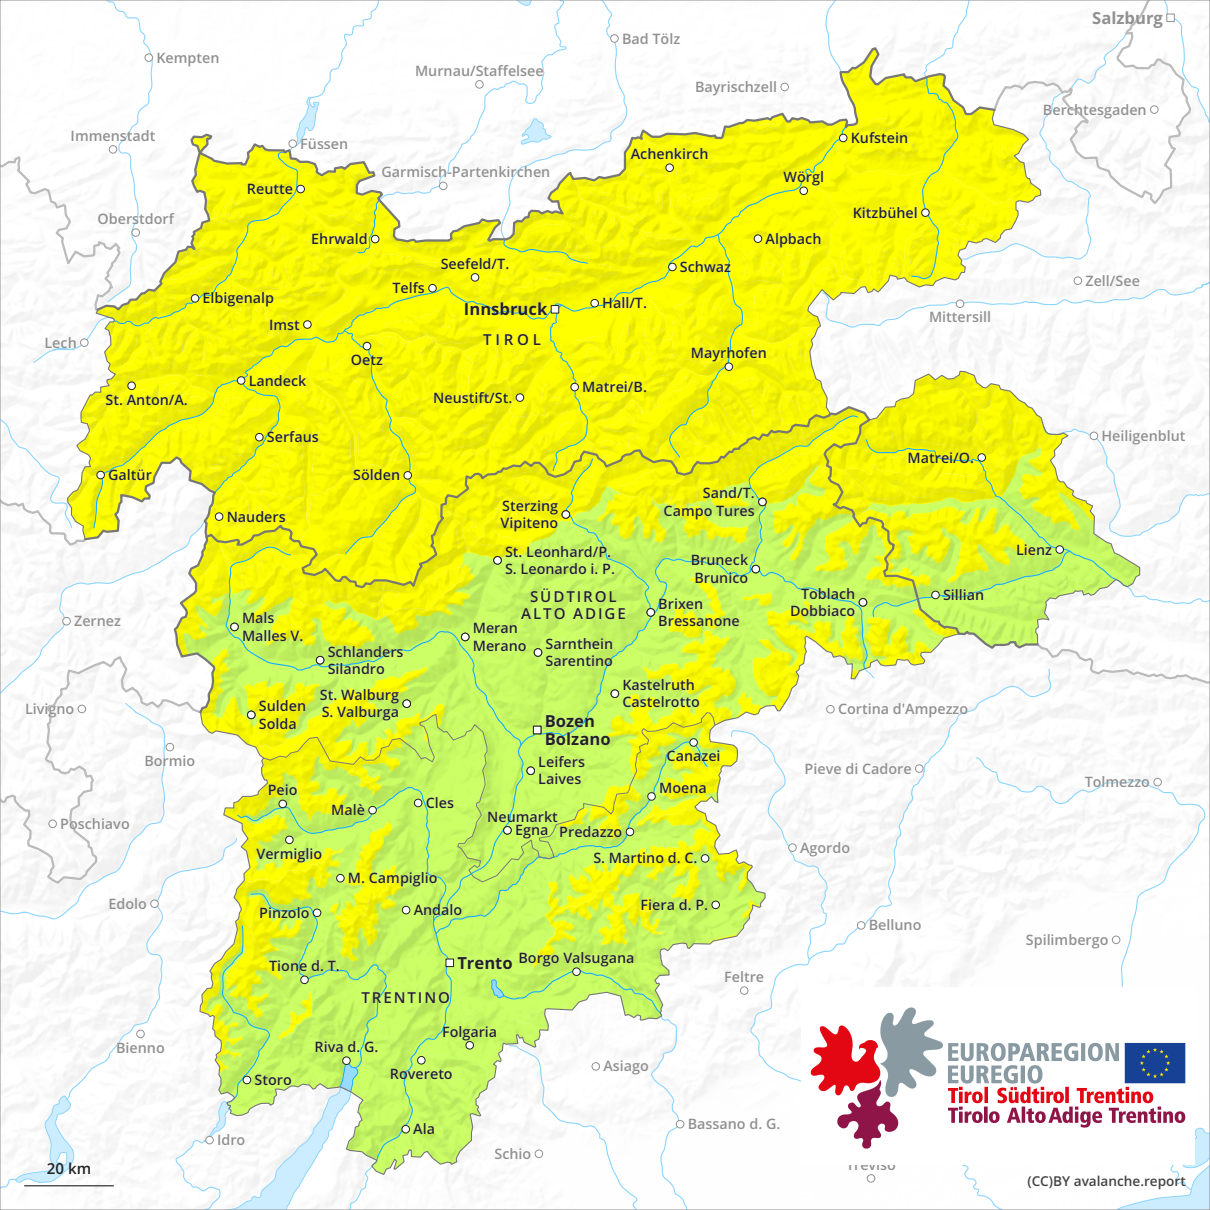 Salzburg
Bad Tölz
Kempten
Murnau/Staffelsee
Bayrischzell
Berchtesgaden
Immenstadt
Füssen
Kufstein
Achenkirch
Garmisch-Partenkirchen
Wörgl
Reutte
Oberstdorf
Kitzbühel
Ehrwald
Alpbach
Seefeld/T.
Schwaz
Zell/See
Telfs
Elbigenalp
Hall/T.
Innsbruck
Mittersill
Imst
TIROL
Lech
Oetz
Mayrhofen
Landeck
Matrei/B.
St. Anton/A.
Neustift/St.
Serfaus
Heiligenblut
Matrei/O.
Galtür
Sölden
Sand/T.
Campo Tures
Sterzing
Vipiteno
Nauders
Lienz
St. Leonhard/P.
S. Leonardo i. P.
Bruneck
Brunico
SÜDTIROL
ALTO ADIGE
Toblach
Dobbiaco
Sillian
Brixen
Bressanone
Zernez
Mals
Malles V.
Meran
Merano
Sarnthein
Sarentino
Schlanders
Silandro
Kastelruth
Castelrotto
St. Walburg
S. Valburga
Sulden
Solda
Livigno
Cortina d'Ampezzo
Bozen
Bolzano
Canazei
Bormio
Leifers
Laives
Pieve di Cadore
Tolmezzo
Peio
Moena
Malè
Cles
Poschiavo
Neumarkt
Egna
Predazzo
Vermiglio
Agordo
S. Martino d. C.
M. Campiglio
Edolo
Pinzolo
Andalo
Fiera d. P.
Belluno
Spilimbergo
Trento
Borgo Valsugana
Tione d. T.
Feltre
TRENTINO
Bienno
Folgaria
Riva d. G.
Asiago
Rovereto
Storo
EUROPAREGION
EUREGIO
Tirol Südtirol Trentino
Tirolo Alto Adige Trentino
Ala
Bassano d. G.
Idro
Schio
Treviso
20 km
(CC)BY avalanche.report